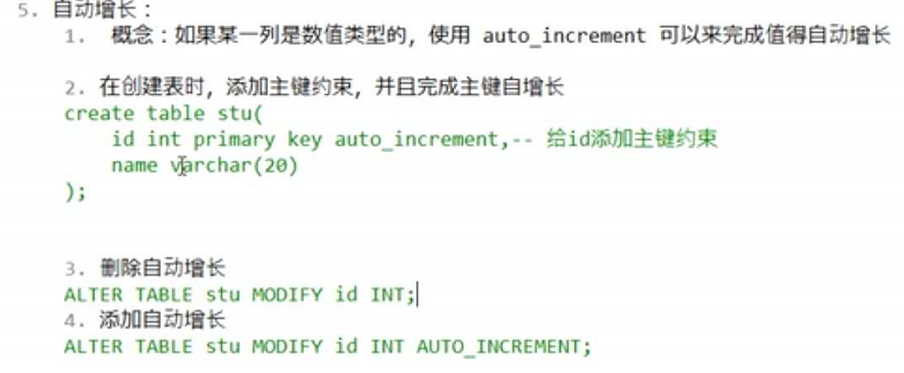 5. 自动增长：
1. 概念：如果某一列是数值类型的，使用 auto_increment 可以来完成值得自动增长
2. 在创建表时，添加主键约束，并且完成主键自增长
create table stu(
id int primary key auto_increment,-- 给id添加主键约束
name varchar(20)
);
3. 删除自动增长
ALTER TABLE stu MODIFY id INT;
4. 添加自动增长
ALTER TABLE stu MODIFY id INT AUTO_INCREMENT;